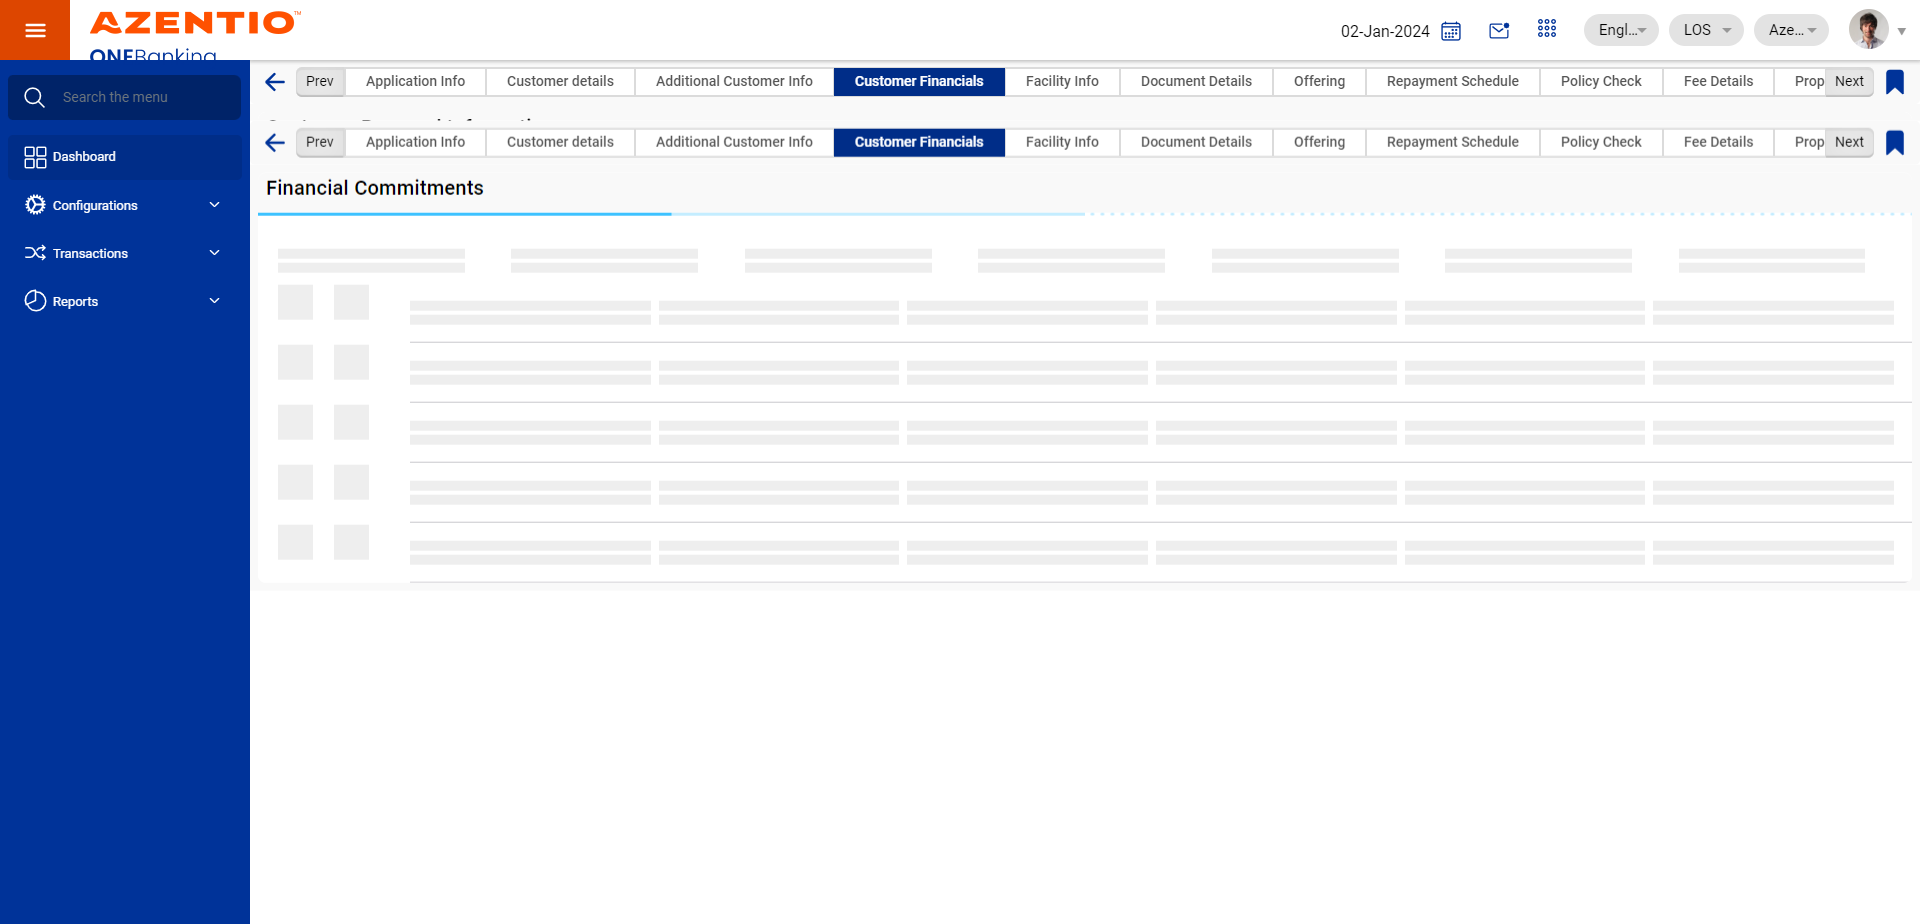 AZENTIO™
ONEBanking
02-Jan-2024
Engl...
LOS
Aze...
Search the menu
Dashboard
Configurations
Transactions
Reports
Prev Application Info Customer details Additional Customer Info Customer Financials Facility Info Document Details Offering Repayment Schedule Policy Check Fee Details Prop Next
Prev Application Info Customer details Additional Customer Info Customer Financials Facility Info Document Details Offering Repayment Schedule Policy Check Fee Details Prop Next
Financial Commitments